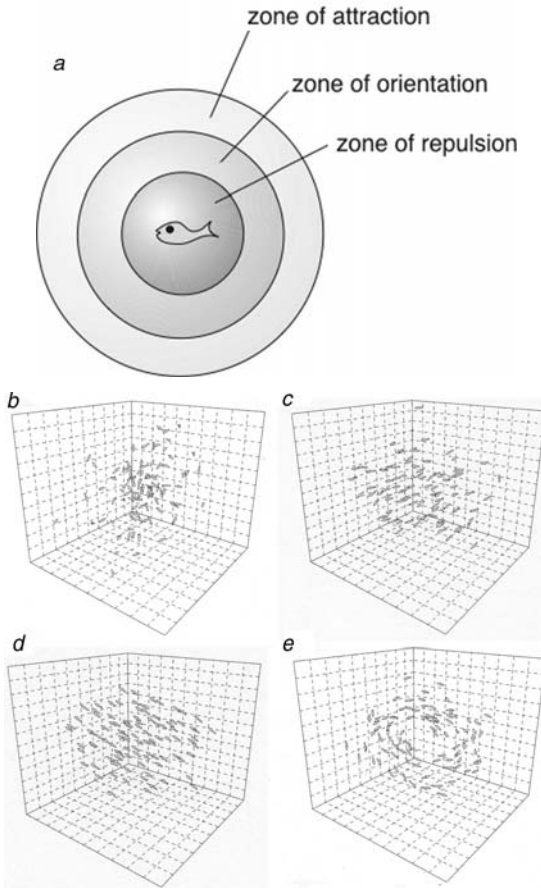 zone of attraction
a
zone of orientation
zone of repulsion
b
c
d
e